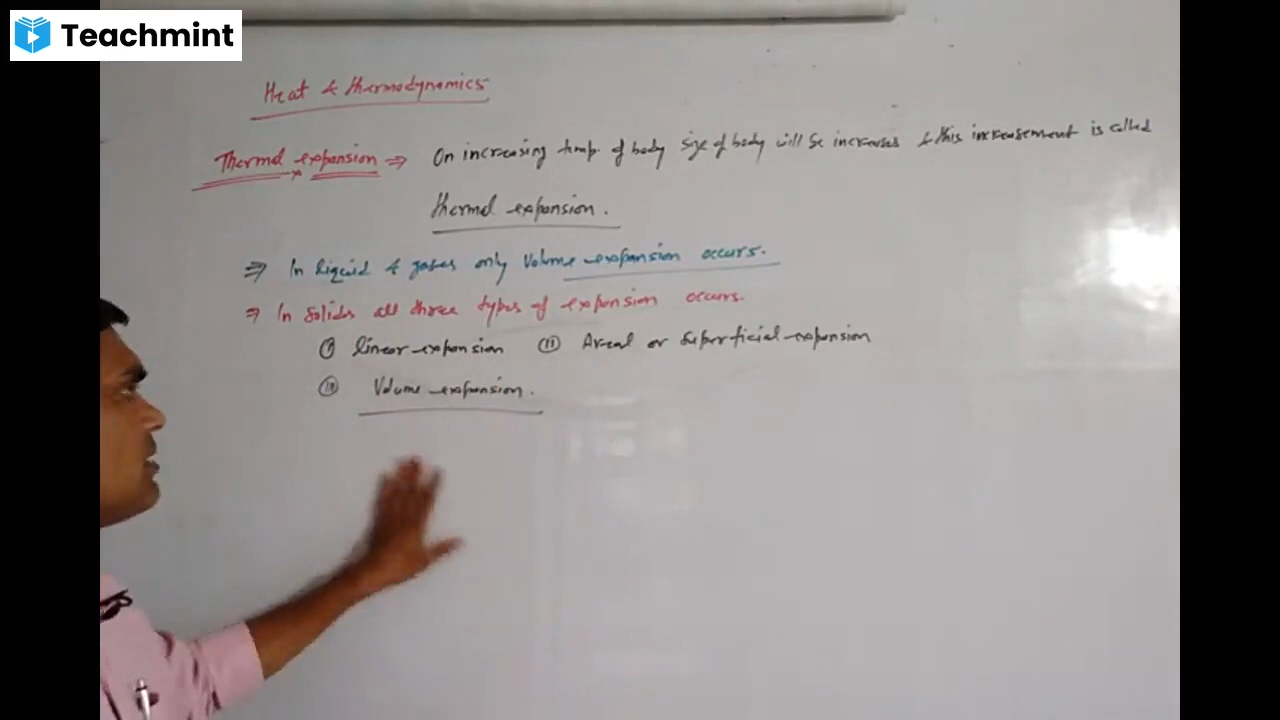 Teachmint
Heat & thermodynamics
Thermal expansion ⇒ On increasing temp. of body size of body will be increases & this increasement is called
thermal expansion.
⇒ In liquid & gases only Volume expansion occurs.
⇒ In solids all three types of expansion occurs.
(i) linear expansion (ii) Areal or superficial expansion
(iii) Volume expansion.